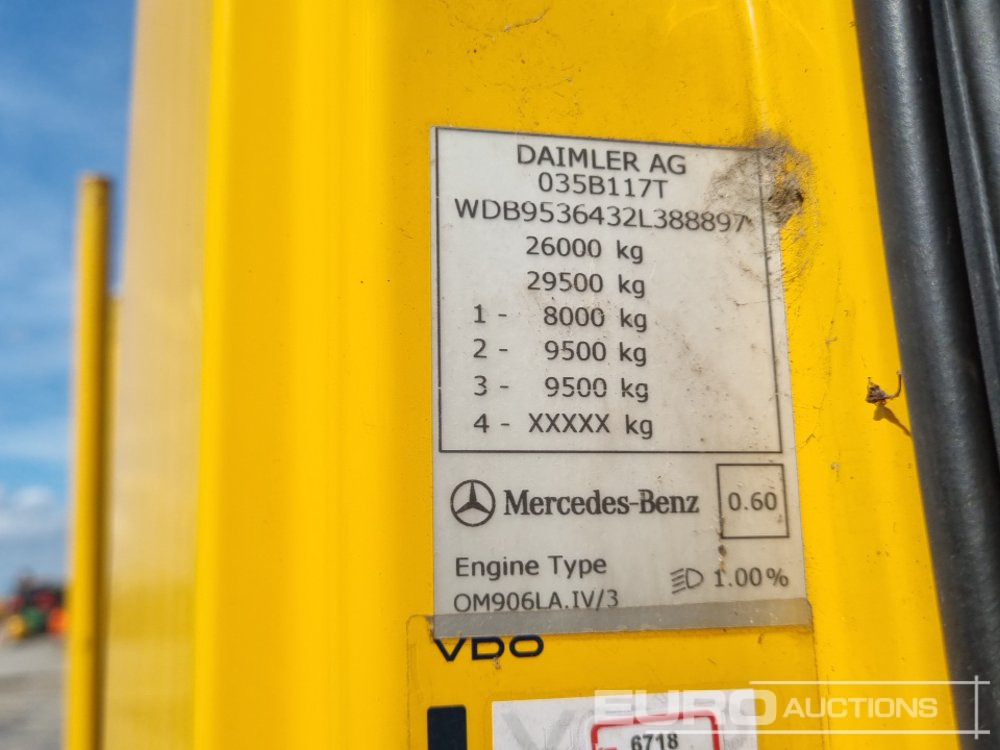 DAIMLER AG
035B117T
WDB9536432L388897
26000 kg
29500 kg
1 - 8000 kg
2 - 9500 kg
3 - 9500 kg
4 - XXXXX kg
Mercedes-Benz 0.60
Engine Type
OM906LA.IV/3
1.00%
VDO
6718
EURO AUCTIONS